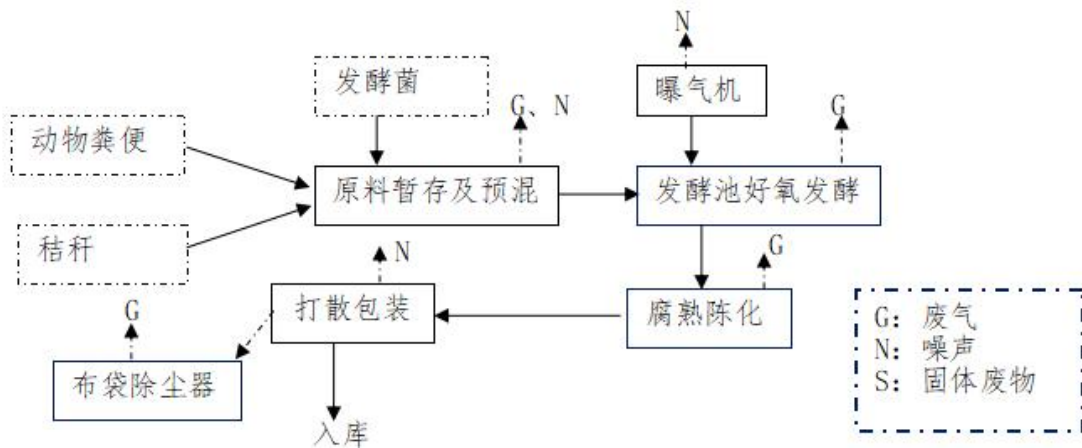 N
发酵菌
曝气机
G、N
G
动物粪便
原料暂存及预混
发酵池好氧发酵
秸秆
N
G
G
打散包装
腐熟陈化
G: 废气
N: 噪声
S: 固体废物
布袋除尘器
入库